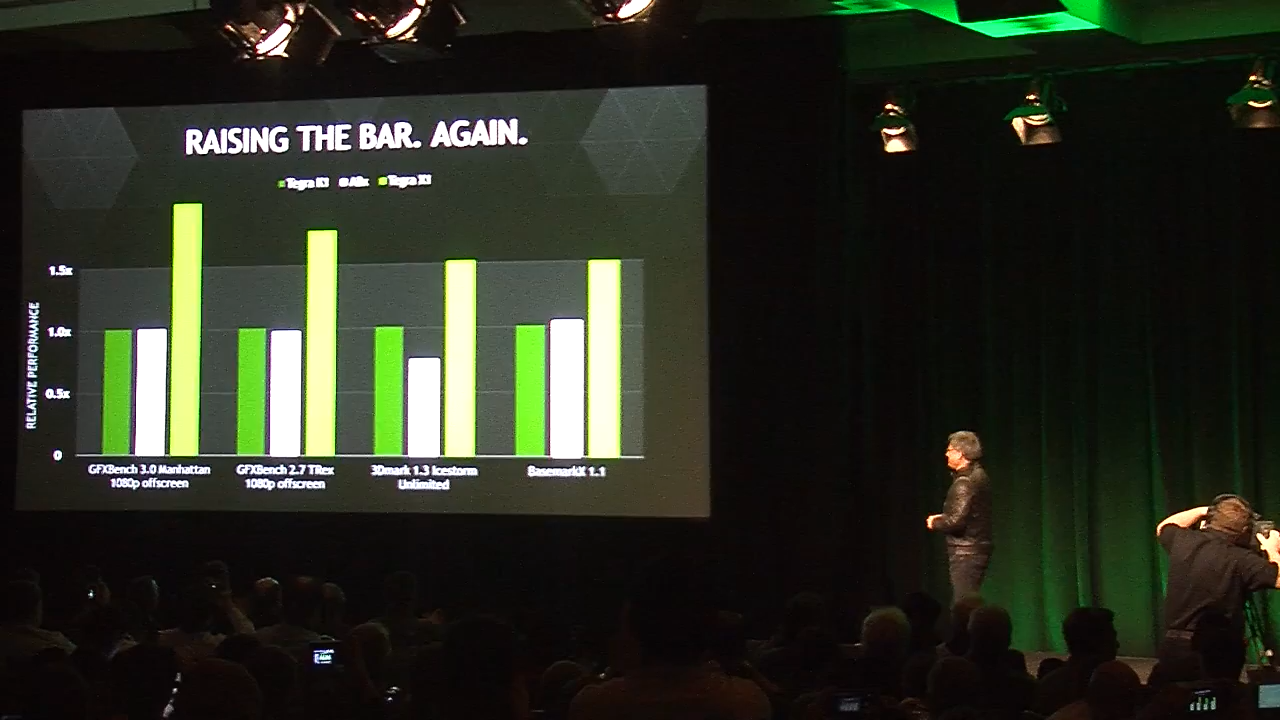 RAISING THE BAR. AGAIN.
Tegra K1 A8x Tegra X1
1.5x
1.0x
0.5x
0
RELATIVE PERFORMANCE
GFXBench 3.0 Manhattan
1080p offscreen
GFXBench 2.7 TRex
1080p offscreen
3Dmark 1.3 Icestorm
Unlimited
BasemarkX 1.1